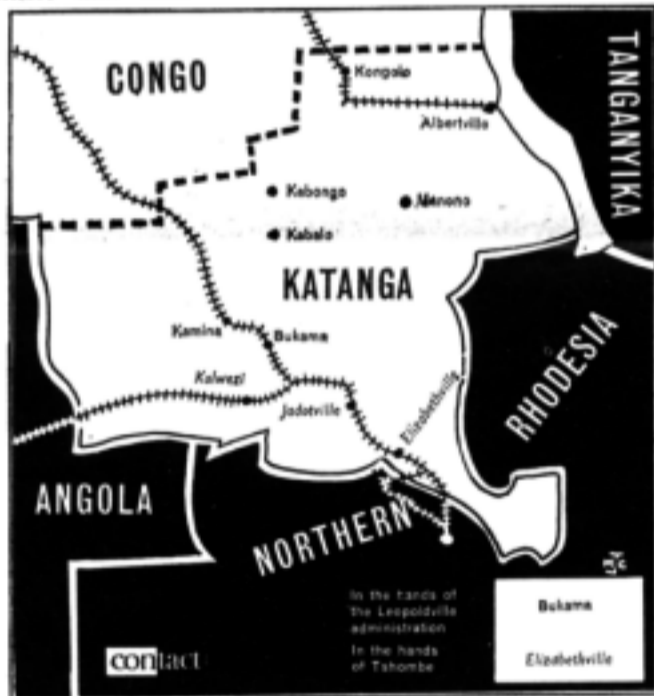 CONGO
TANGANYIKA
Kongolo
Albertville
Kabongo
Manono
Kabalo
KATANGA
Kamina
Bukama
Kolwezi
Jadotville
Elizabethville
RHODESIA
ANGOLA
NORTHERN
In the hands of
the Leopoldville
administration
Bukama
In the hands
of Tshombe
Elizabethville
contact